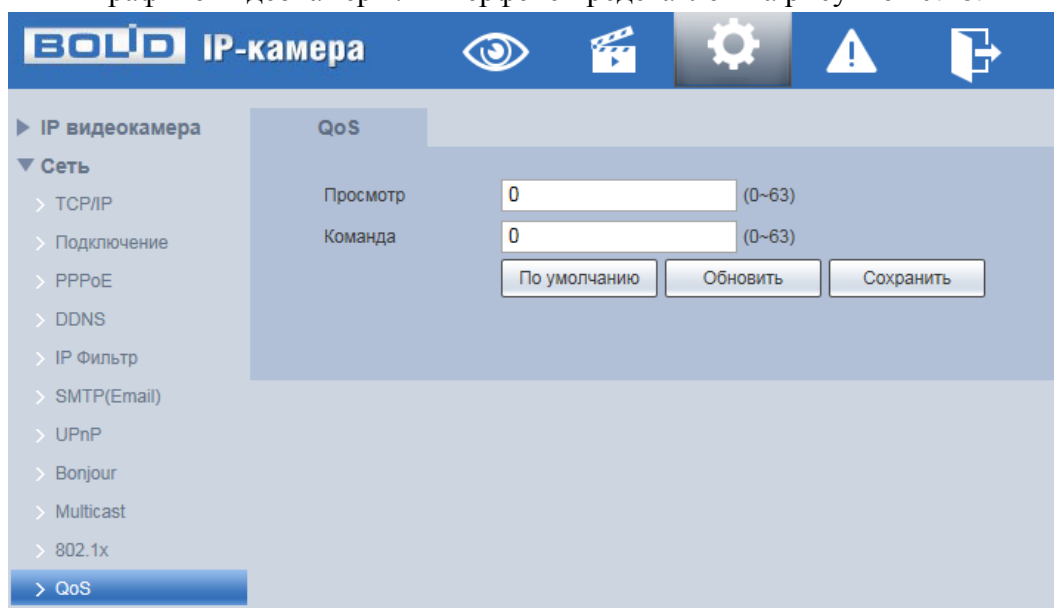 BOLID IP-камера
IP видеокамера
Сеть
TCP/IP
Подключение
PPPoE
DDNS
IP Фильтр
SMTP(Email)
UPnP
Bonjour
Multicast
802.1x
QoS
QoS
Просмотр 0 (0~63)
Команда 0 (0~63)
По умолчанию Обновить Сохранить